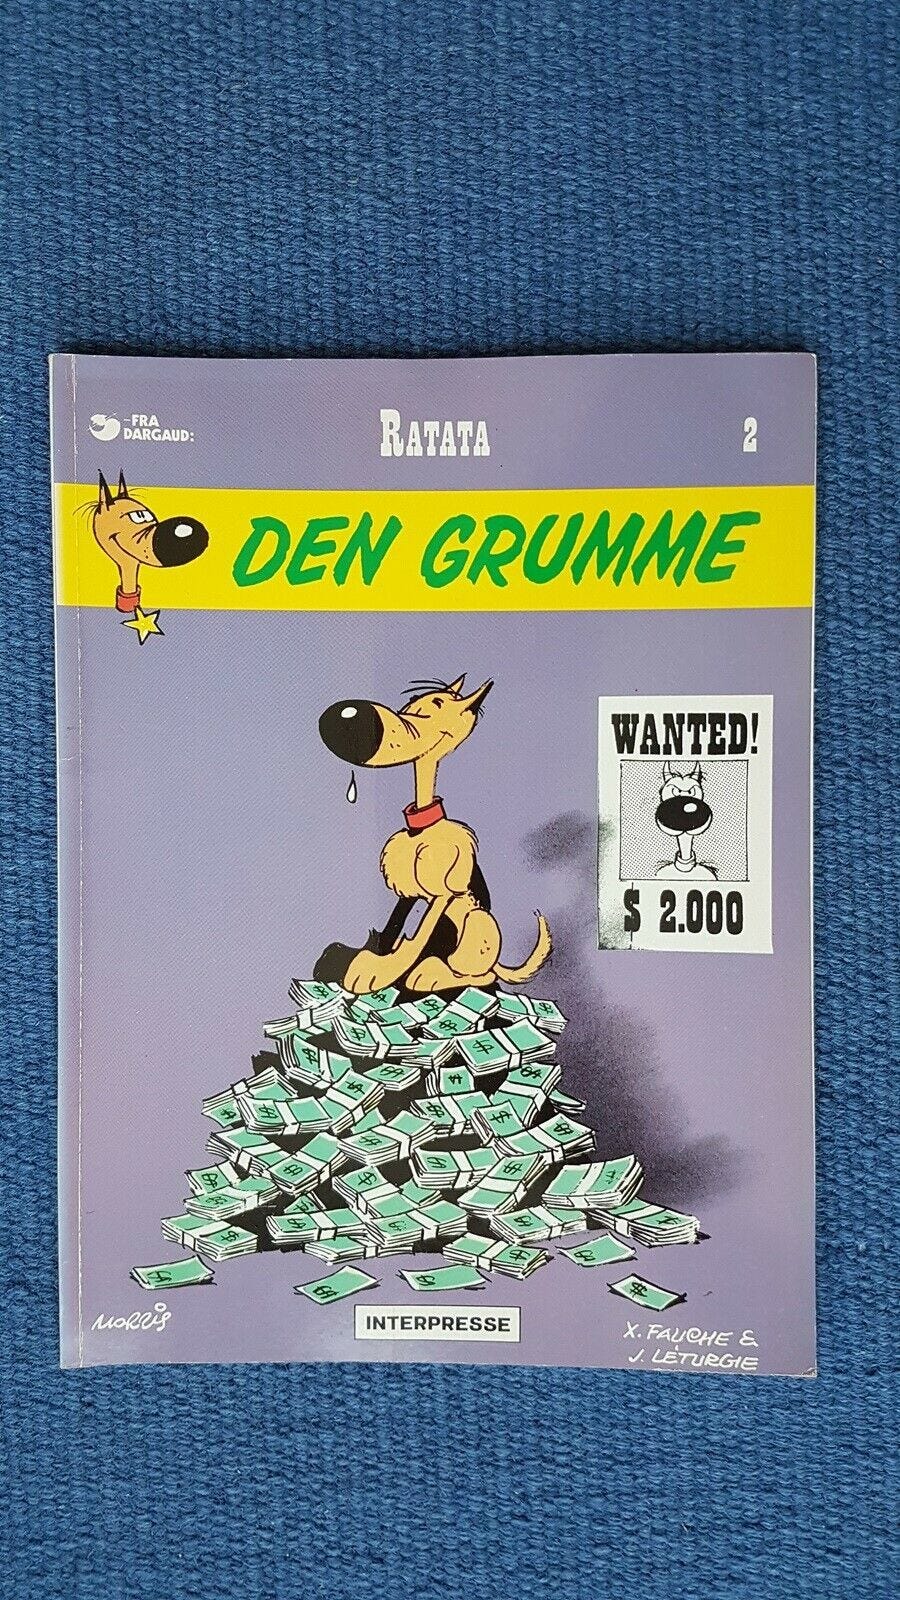 –FRA
DARGAUD:
RATATA
2
DEN GRUMME
WANTED!
$ 2.000
MORRIS
INTERPRESSE
X. FAUCHE &
J. LÉTURGIE